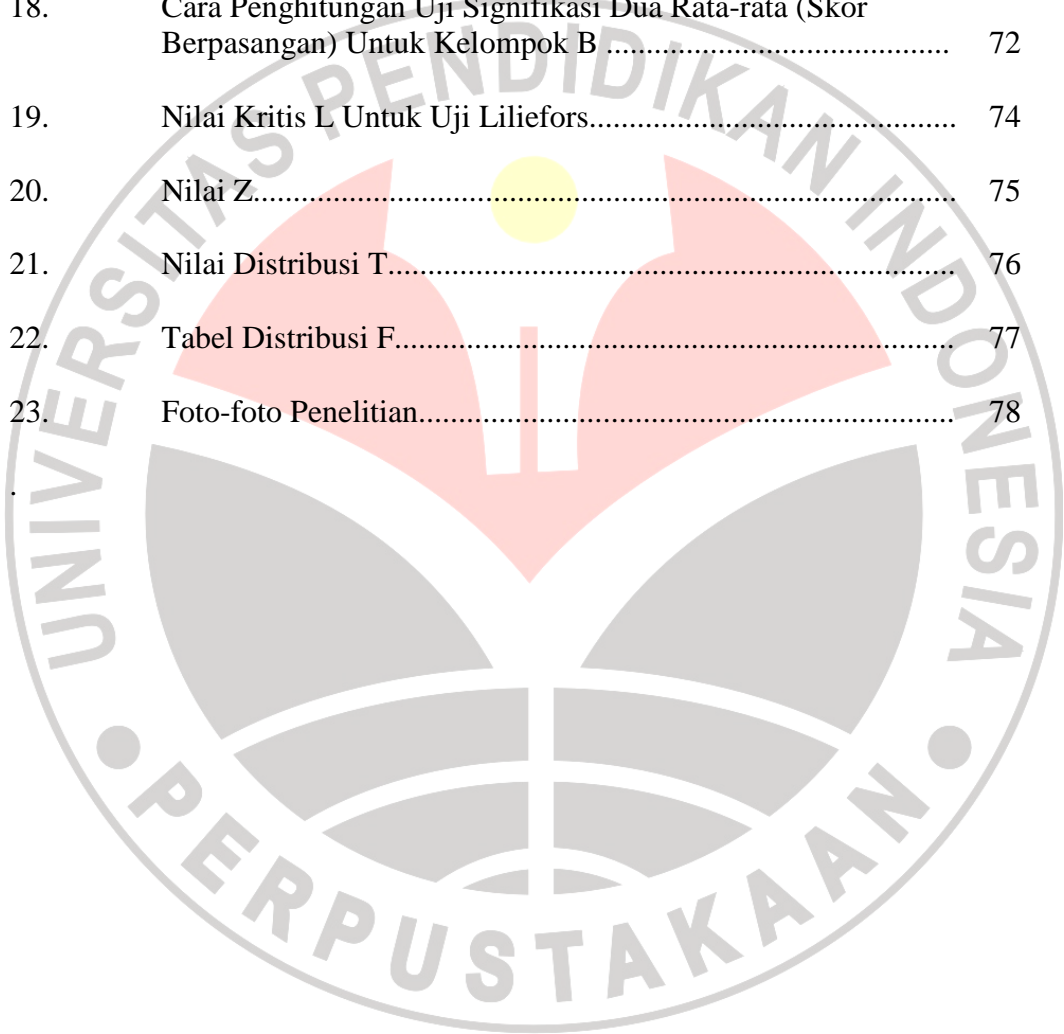 18. Cara Penghitungan Uji Signifikasi Dua Rata-rata (Skor
Berpasangan) Untuk Kelompok B ....................................... 72
19. Nilai Kritis L Untuk Uji Liliefors.......................................... 74
20. Nilai Z................................................................................ 75
21. Nilai Distribusi T................................................................. 76
22. Tabel Distribusi F................................................................ 77
23. Foto-foto Penelitian............................................................. 78
.
UNIVERSITAS PENDIDIKAN INDONESIA
PERPUSTAKAAN